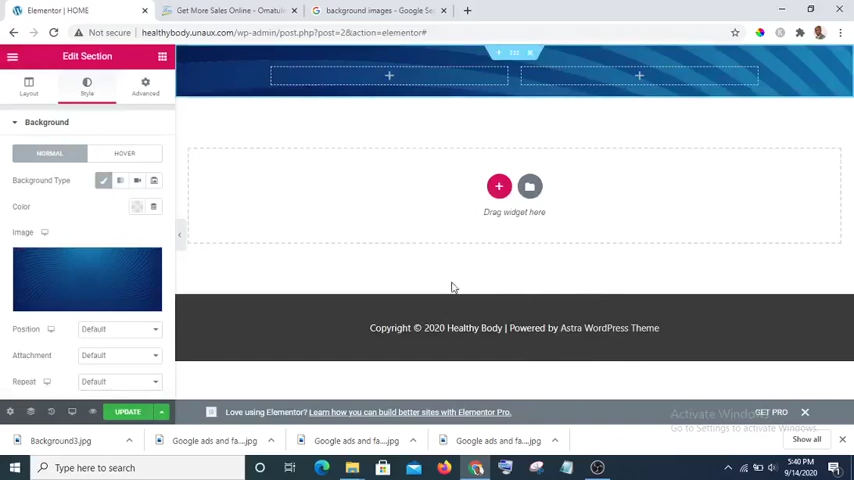 Elementor | HOME
Get More Sales Online - Omatul
background images - Google Se
Not secure
healthybody.unaux.com/wp-admin/post.php?post=2&action=elementor#
Edit Section
Layout
Style
Advanced
Background
NORMAL
HOVER
Background Type
Color
Image
Position
Default
Attachment
Default
Repeat
Default
Drag widget here
Copyright © 2020 Healthy Body | Powered by Astra WordPress Theme
UPDATE
Love using Elementor? Learn how you can build better sites with Elementor Pro.
GET PRO
Activate Windows
Go to Settings to activate Windows.
Background3.jpg
Google ads and fa....jpg
Google ads and fa....jpg
Google ads and fa....jpg
Show all
Type here to search
5:40 PM
9/14/2020